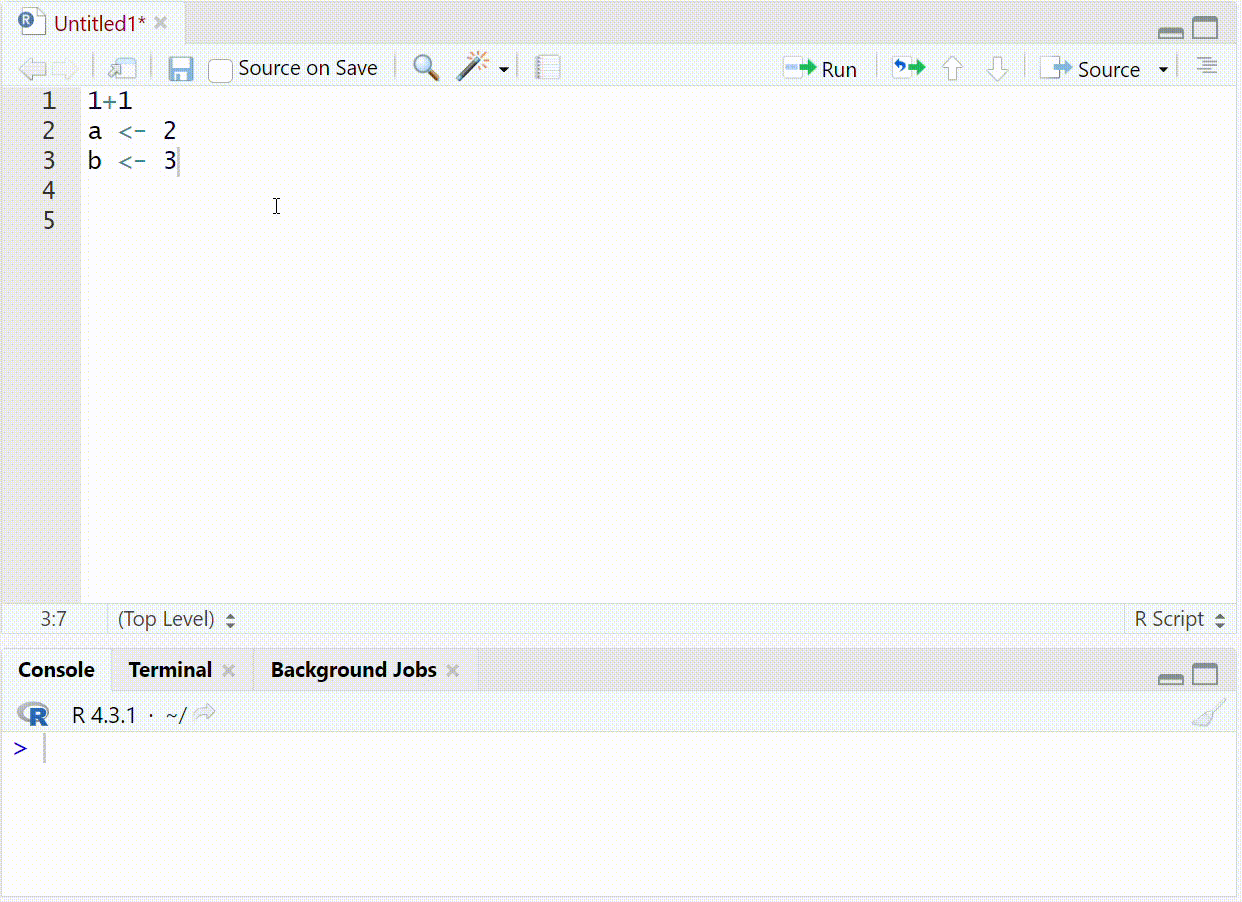 Untitled1*
Source on Save
Run
Source
1 1+1
2 a <- 2
3 b <- 3
4
5
3:7 (Top Level) R Script
Console Terminal Background Jobs
R 4.3.1 · ~/
>